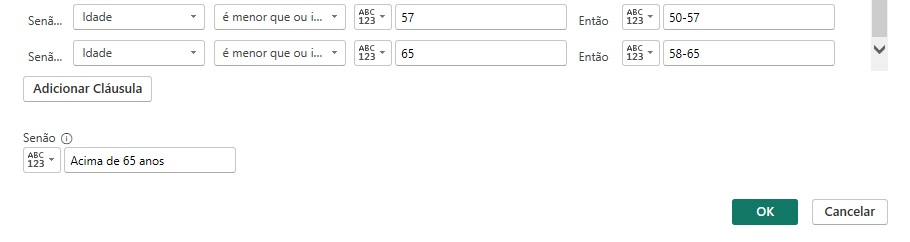 Senã... Idade é menor que ou i... ABC 123 57 Então ABC 123 50-57
Senã... Idade é menor que ou i... ABC 123 65 Então ABC 123 58-65
Adicionar Cláusula
Senão
ABC 123 Acima de 65 anos
OK Cancelar